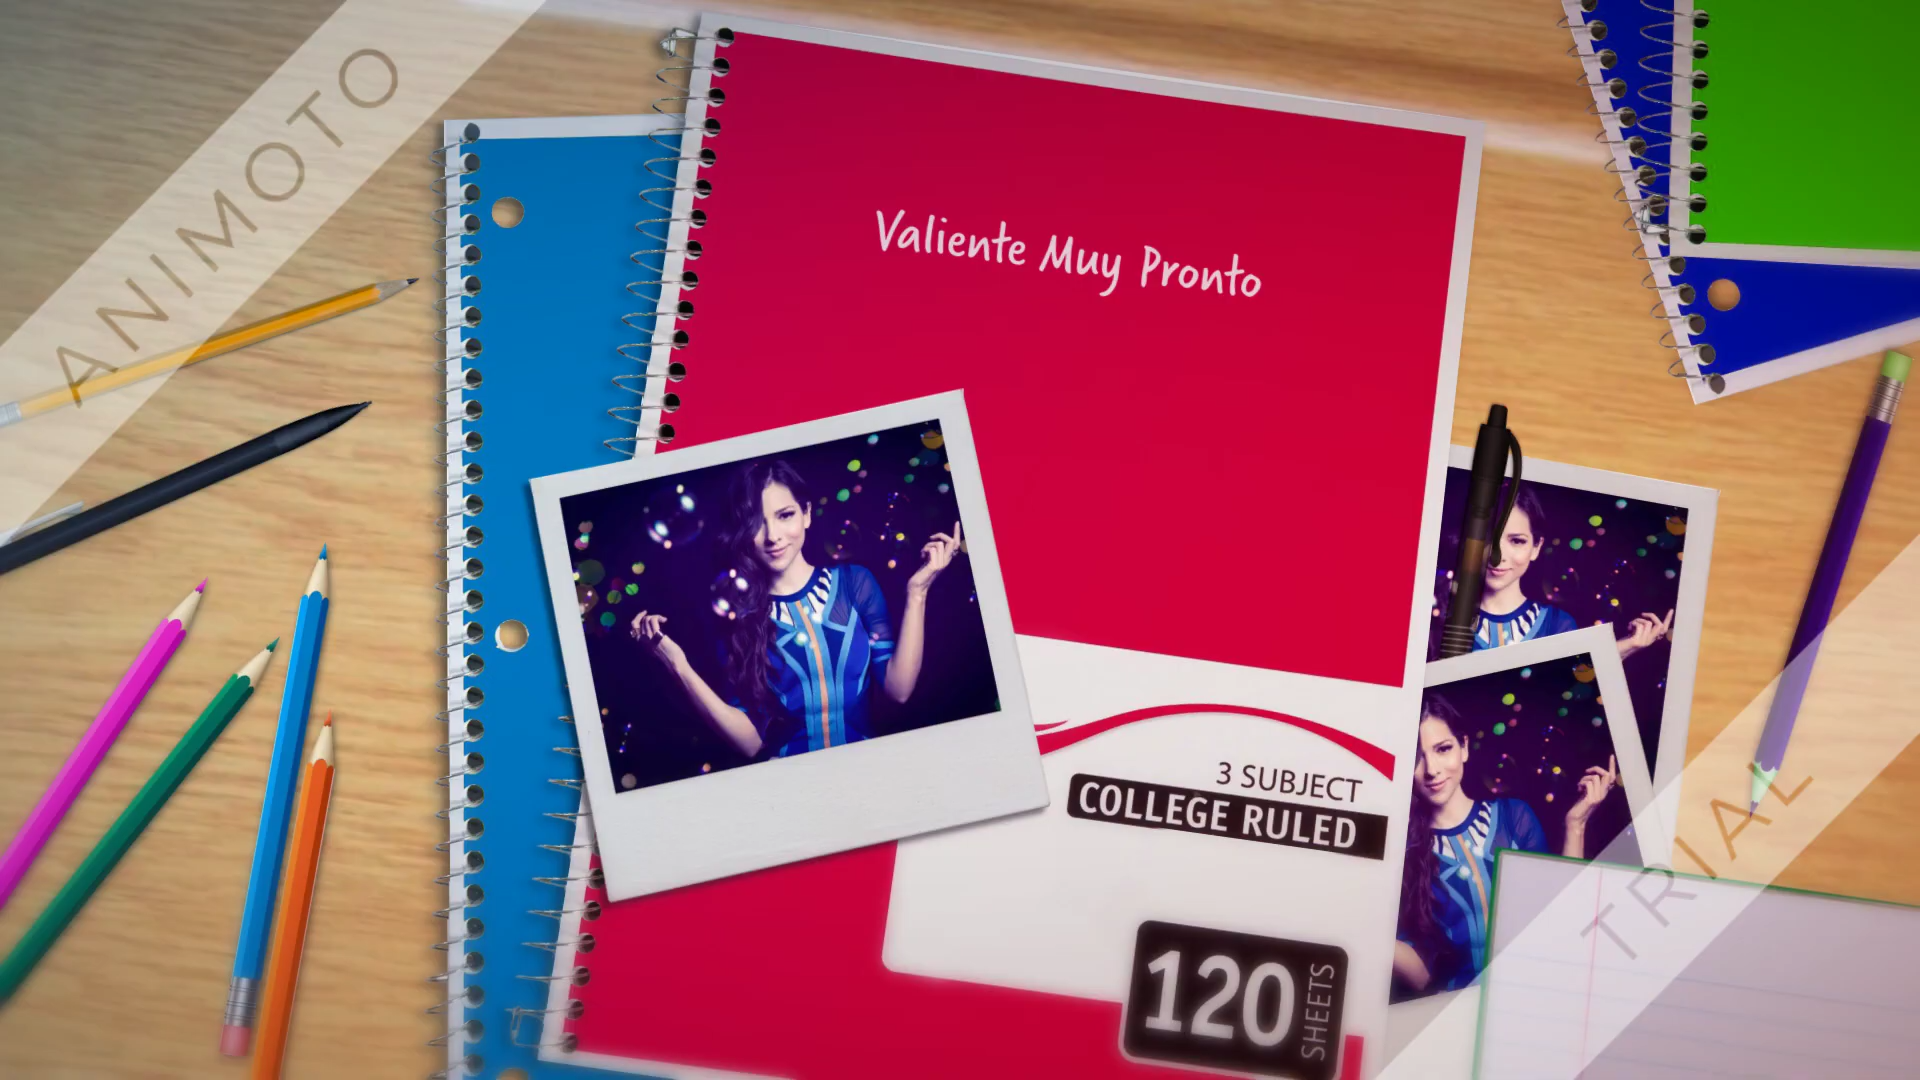 ANIMOTO
Valiente Muy Pronto
3 SUBJECT
COLLEGE RULED
120
SHEETS
TRIAL